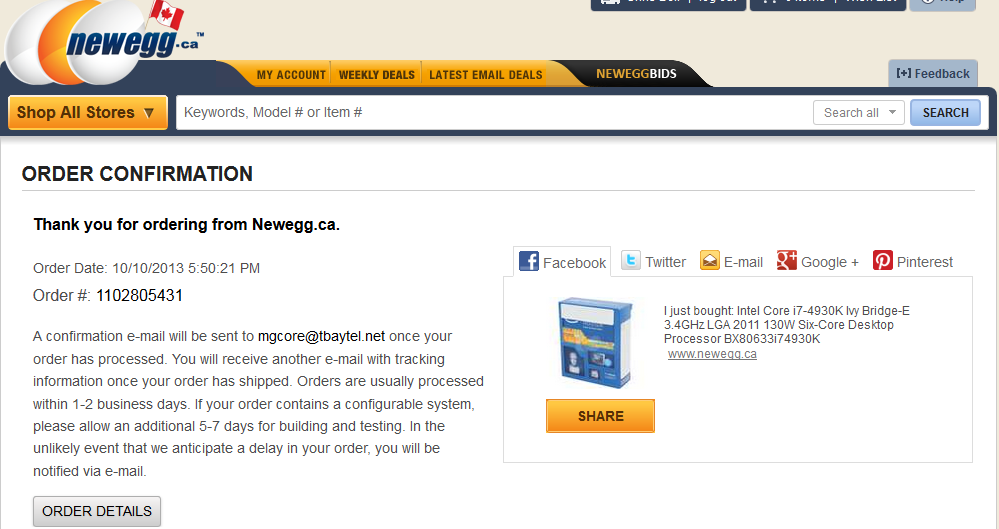 Help
newegg.ca™
MY ACCOUNT
WEEKLY DEALS
LATEST EMAIL DEALS
NEWEGGBIDS
[+] Feedback
Shop All Stores ▼
Keywords, Model # or Item #
Search all
SEARCH
ORDER CONFIRMATION
Thank you for ordering from Newegg.ca.
Order Date: 10/10/2013 5:50:21 PM
Order #: 1102805431
A confirmation e-mail will be sent to mgcore@tbaytel.net once your
order has processed. You will receive another e-mail with tracking
information once your order has shipped. Orders are usually processed
within 1-2 business days. If your order contains a configurable system,
please allow an additional 5-7 days for building and testing. In the
unlikely event that we anticipate a delay in your order, you will be
notified via e-mail.
ORDER DETAILS
Facebook
Twitter
E-mail
Google +
Pinterest
I just bought: Intel Core i7-4930K Ivy Bridge-E
3.4GHz LGA 2011 130W Six-Core Desktop
Processor BX80633i74930K
www.newegg.ca
SHARE